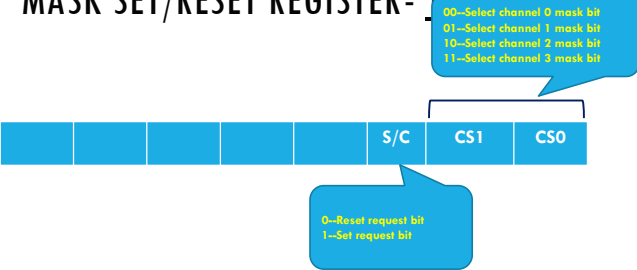 MASK SET/RESET REGISTER-
00--Select channel 0 mask bit
01--Select channel 1 mask bit
10--Select channel 2 mask bit
11--Select channel 3 mask bit
S/C CS1 CS0
0--Reset request bit
1--Set request bit